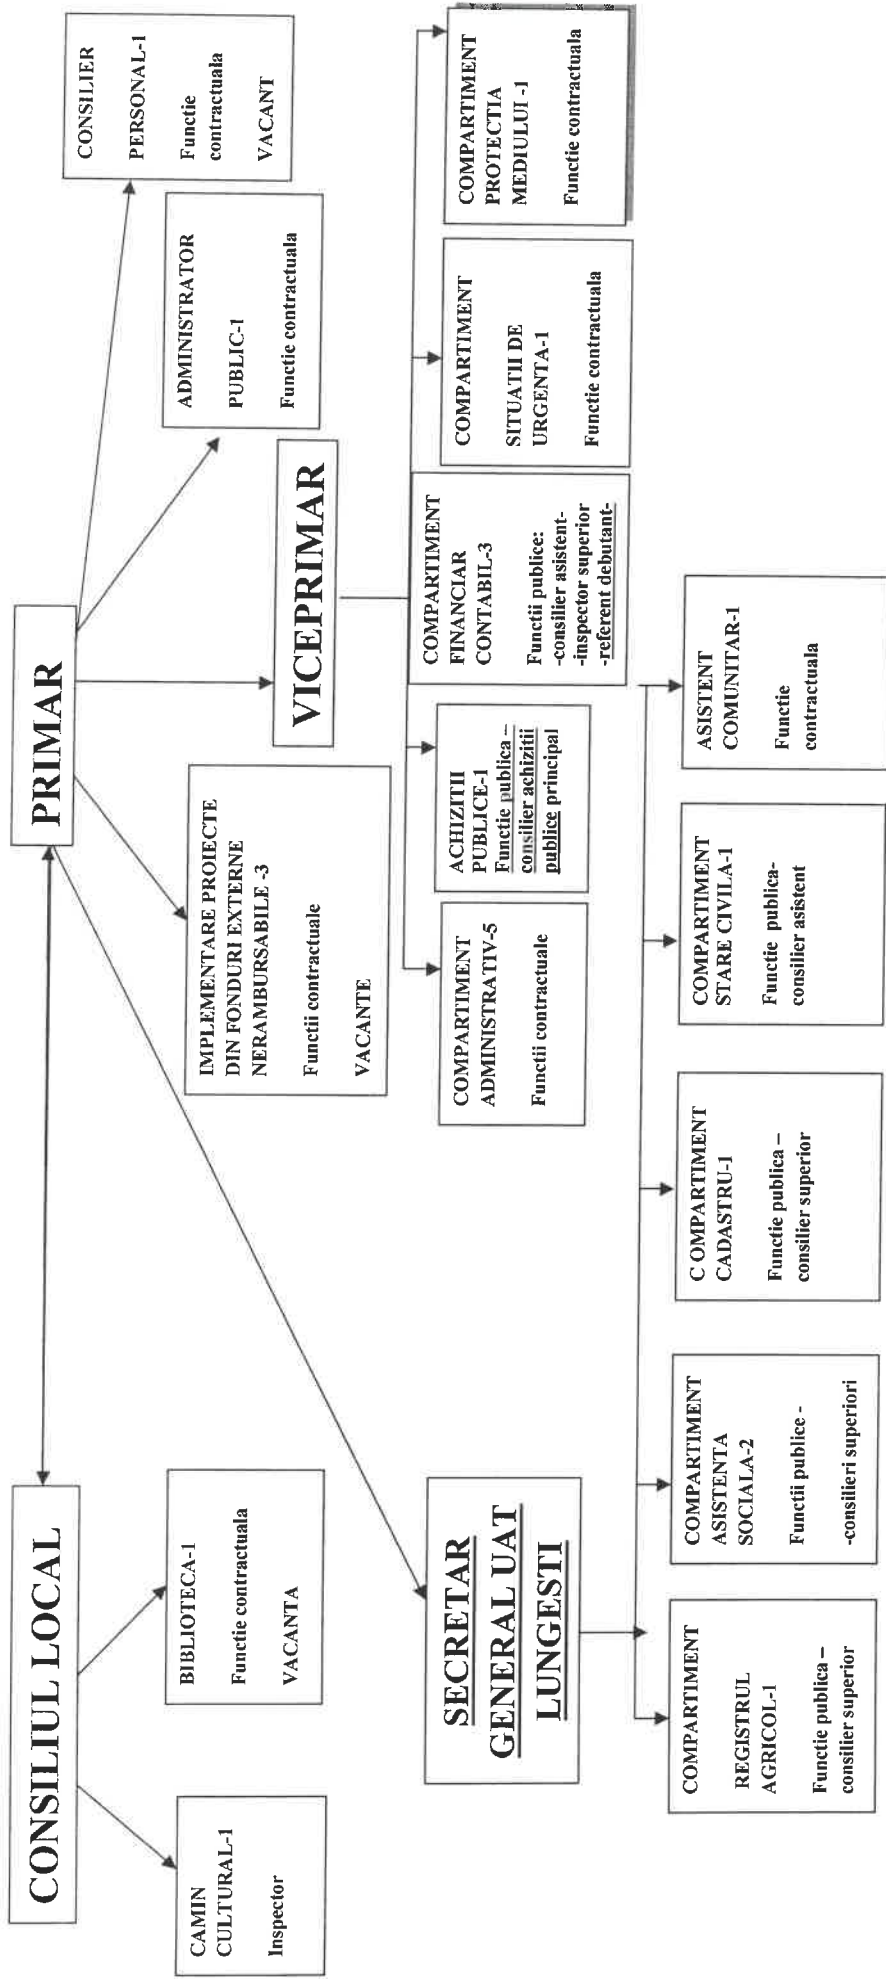 CONSILIUL LOCAL
PRIMAR
CAMIN
CULTURAL-1
Inspector
BIBLIOTECA-1
Functie contractuala
VACANTA
IMPLEMENTARE PROIECTE
DIN FONDURI EXTERNE
NERAMBURSABILE -3
Functii contractuale
VACANTE
ADMINISTRATOR
PUBLIC-1
Functie contractuala
CONSILIER
PERSONAL-1
Functie
contractuala
VACANT
VICEPRIMAR
SECRETAR
GENERAL UAT
LUNGESTI
COMPARTIMENT
ADMINISTRATIV-5
Functii contractuale
ACHIZITII
PUBLICE-1
Functie publica –
consilier achizitii
publice principal
COMPARTIMENT
FINANCIAR
CONTABIL-3
Functii publice:
-consilier asistent-
-inspector superior
-referent debutant-
COMPARTIMENT
SITUATII DE
URGENTA-1
Functie contractuala
COMPARTIMENT
PROTECTIA
MEDIULUI -1
Functie contractuala
COMPARTIMENT
REGISTRUL
AGRICOL-1
Functie publica –
consilier superior
COMPARTIMENT
ASISTENTA
SOCIALA-2
Functii publice -
-consilieri superiori
C OMPARTIMENT
CADASTRU-1
Functie publica –
consilier superior
COMPARTIMENT
STARE CIVILA-1
Functie publica-
consilier asistent
ASISTENT
COMUNITAR-1
Functie
contractuala